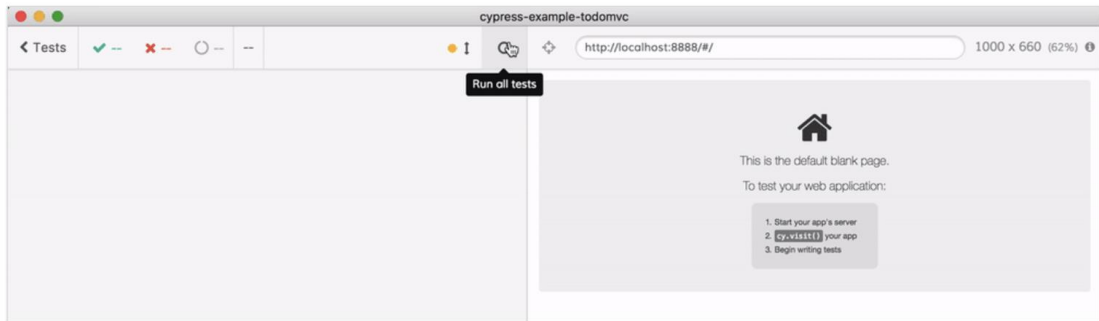 cypress-example-todomvc
Tests -- -- -- --
http://localhost:8888/#/ 1000 x 660 (62%)
Run all tests
This is the default blank page.
To test your web application:
1. Start your app's server
2. cy.visit() your app
3. Begin writing tests